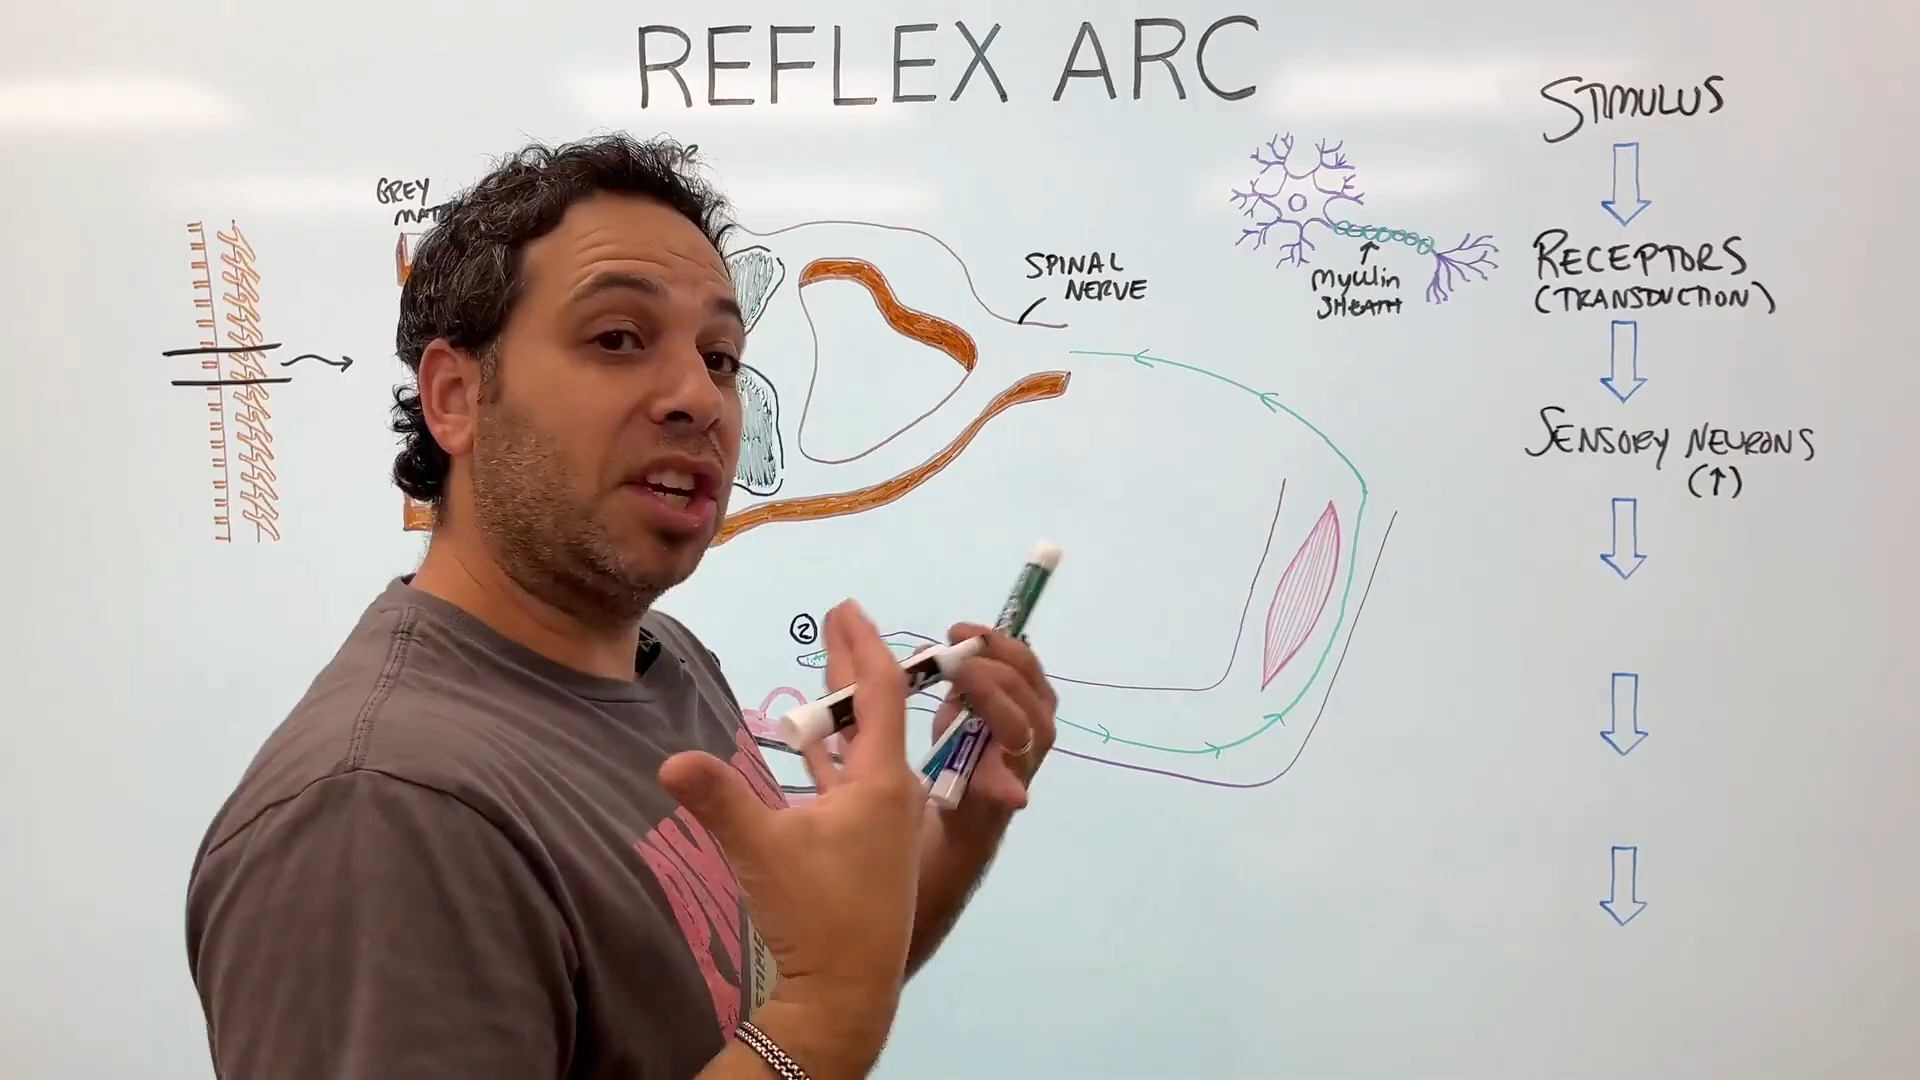 REFLEX ARC
STIMULUS
GREY
SPINAL
NERVE
RECEPTORS
(TRANSDUCTION)
Myelin
SHEATH
SENSORY NEURONS
(↑)
②